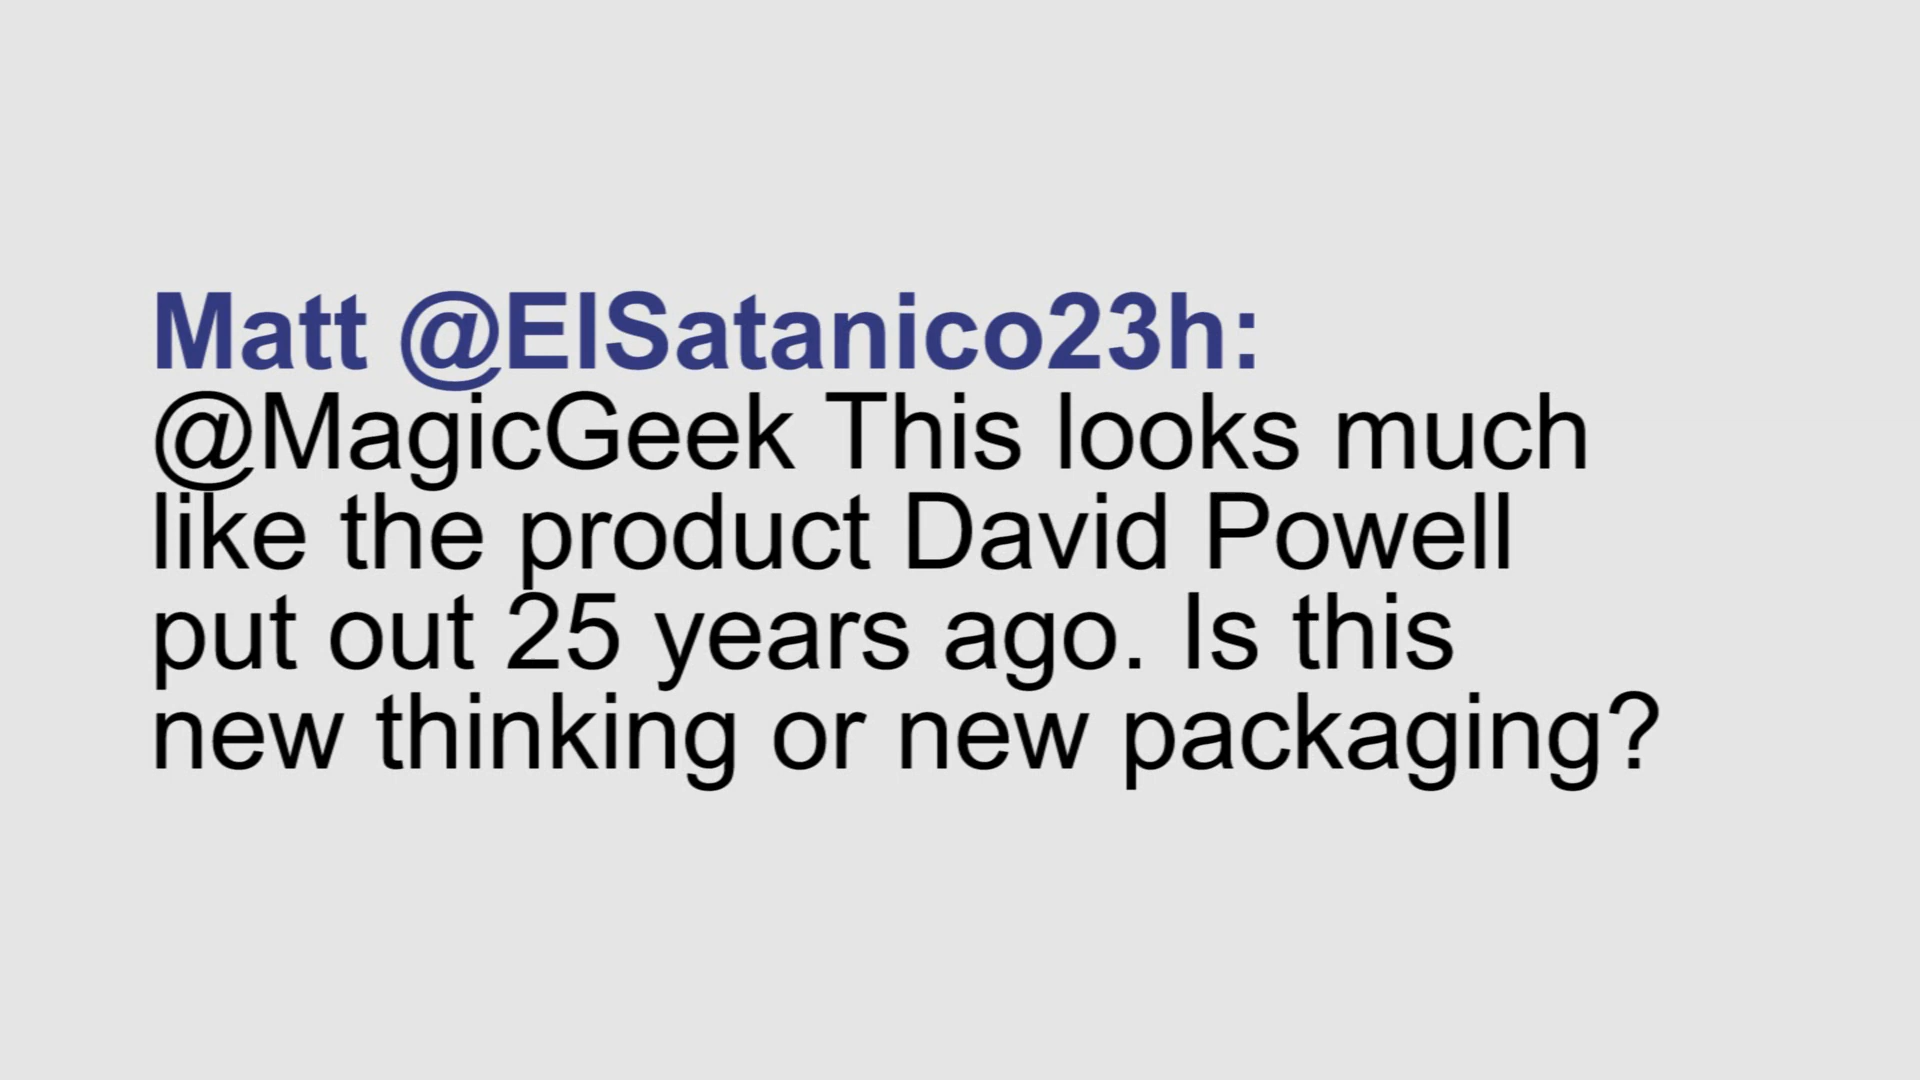 Matt @ElSatanico23h:
@MagicGeek This looks much
like the product David Powell
put out 25 years ago. Is this
new thinking or new packaging?